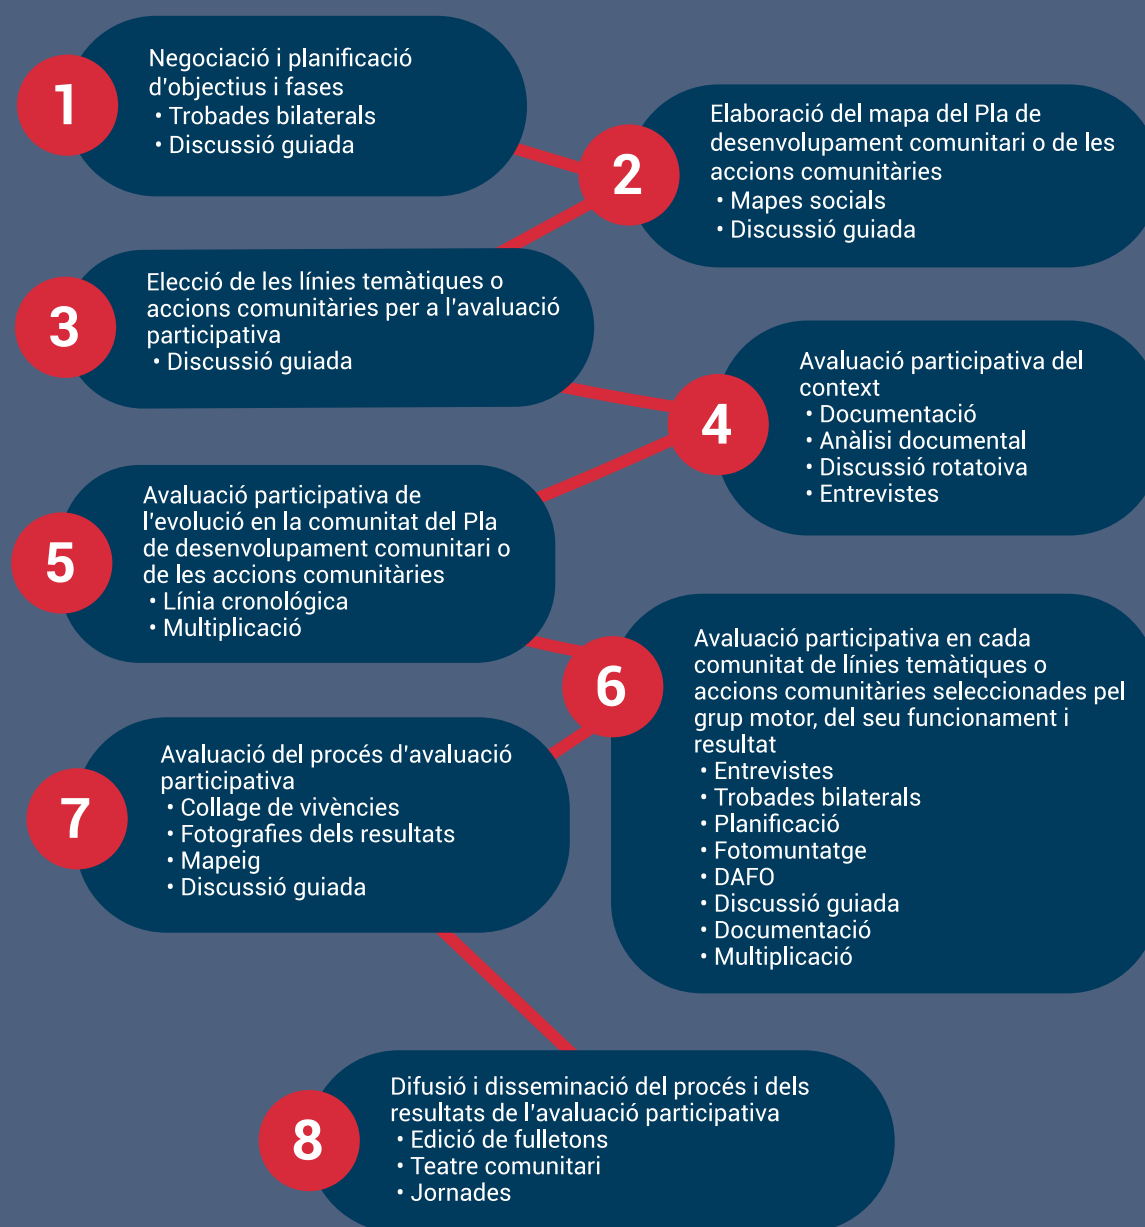 1
Negociació i planificació
d'objectius i fases
• Trobades bilaterals
• Discussió guiada
2
Elaboració del mapa del Pla de
desenvolupament comunitari o de les
accions comunitàries
• Mapes socials
• Discussió guiada
3
Elecció de les línies temàtiques o
accions comunitàries per a l'avaluació
participativa
• Discussió guiada
4
Avaluació participativa del
context
• Documentació
• Anàlisi documental
• Discussió rotatoiva
• Entrevistes
5
Avaluació participativa de
l'evolució en la comunitat del Pla
de desenvolupament comunitari o
de les accions comunitàries
• Línia cronológica
• Multiplicació
6
Avaluació participativa en cada
comunitat de línies temàtiques o
accions comunitàries seleccionades pel
grup motor, del seu funcionament i
resultat
• Entrevistes
• Trobades bilaterals
• Planificació
• Fotomuntatge
• DAFO
• Discussió guiada
• Documentació
• Multiplicació
7
Avaluació del procés d'avaluació
participativa
• Collage de vivències
• Fotografies dels resultats
• Mapeig
• Discussió guiada
8
Difusió i disseminació del procés i dels
resultats de l'avaluació participativa
• Edició de fulletons
• Teatre comunitari
• Jornades